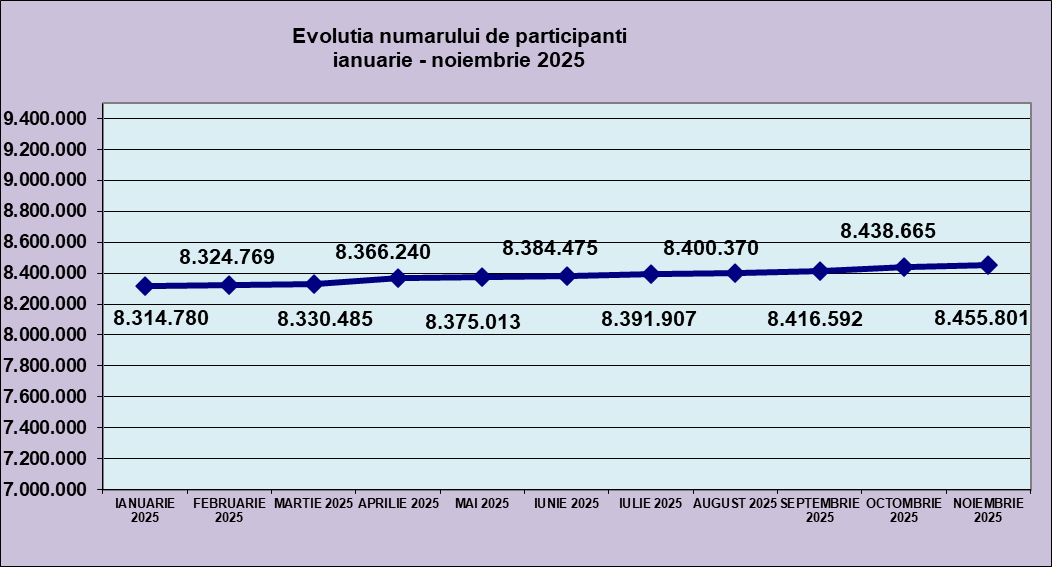 Evolutia numarului de participanti
ianuarie - noiembrie 2025
9.400.000
9.200.000
9.000.000
8.800.000
8.600.000
8.400.000
8.200.000
8.000.000
7.800.000
7.600.000
7.400.000
7.200.000
7.000.000
8.314.780
8.324.769
8.330.485
8.366.240
8.375.013
8.384.475
8.391.907
8.400.370
8.416.592
8.438.665
8.455.801
IANUARIE
2025
FEBRUARIE
2025
MARTIE 2025
APRILIE 2025
MAI 2025
IUNIE 2025
IULIE 2025
AUGUST 2025
SEPTEMBRIE
2025
OCTOMBRIE
2025
NOIEMBRIE
2025